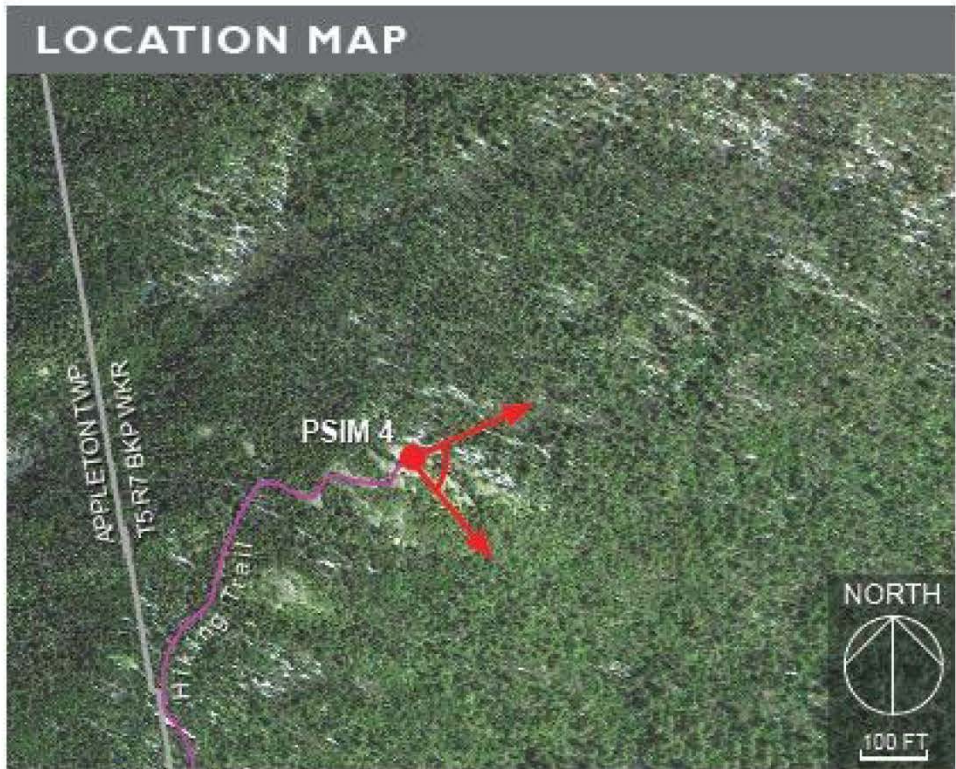 LOCATION MAP
PSIM 4
APPLETON TWP
T5 R7 BKP WKR
Hiking Trail
NORTH
100 FT